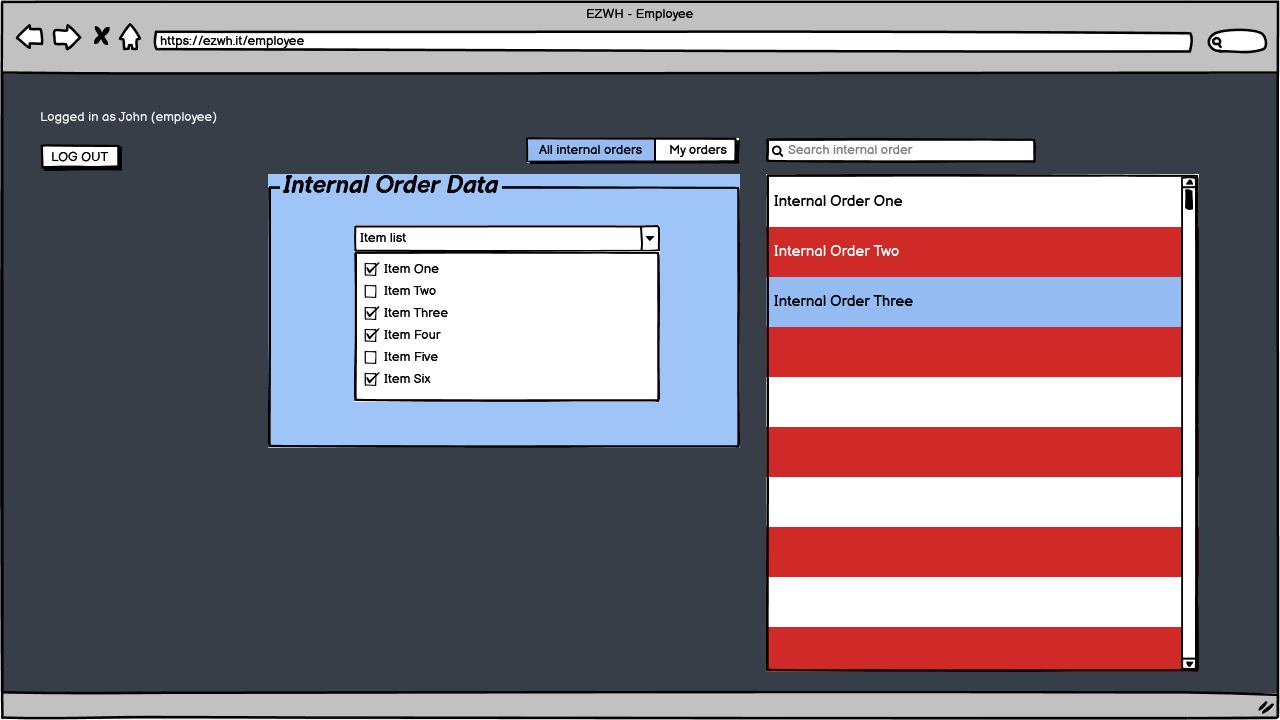 EZWH - Employee
https://ezwh.it/employee
Logged in as John (employee)
LOG OUT
All internal orders
My orders
Search internal order
Internal Order Data
Item list
Item One
Item Two
Item Three
Item Four
Item Five
Item Six
Internal Order One
Internal Order Two
Internal Order Three